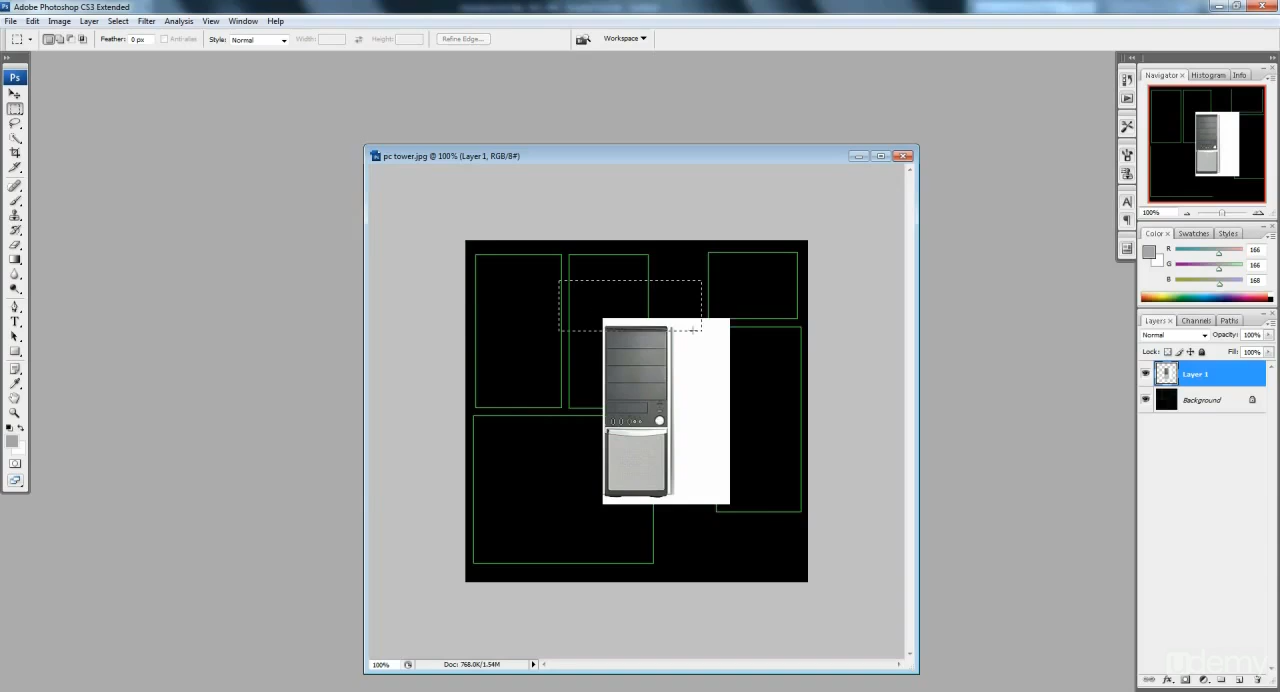 Adobe Photoshop CS3 Extended
File Edit Image Layer Select Filter Analysis View Window Help
Feather: 0 px Anti-alias Style: Normal Width: Height: Refine Edge... Workspace
Ps
pc tower.jpg @ 100% (Layer 1, RGB/8#)
100% Doc: 768.0K/1.54M
Navigator Histogram Info
100%
Color Swatches Styles
R 166
G 166
B 168
Layers Channels Paths
Normal Opacity: 100%
Lock: Fill: 100%
Layer 1
Background
udemy